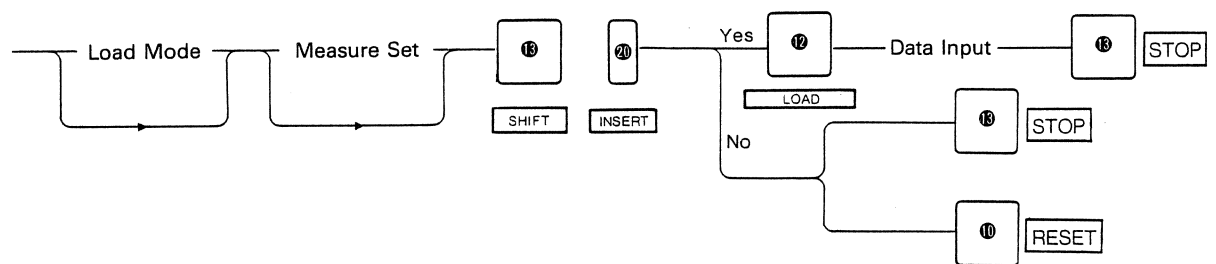 Load Mode
Measure Set
⓭
SHIFT
⓴
INSERT
Yes
⓬
LOAD
Data Input
⓭
STOP
No
⓭
STOP
❿
RESET